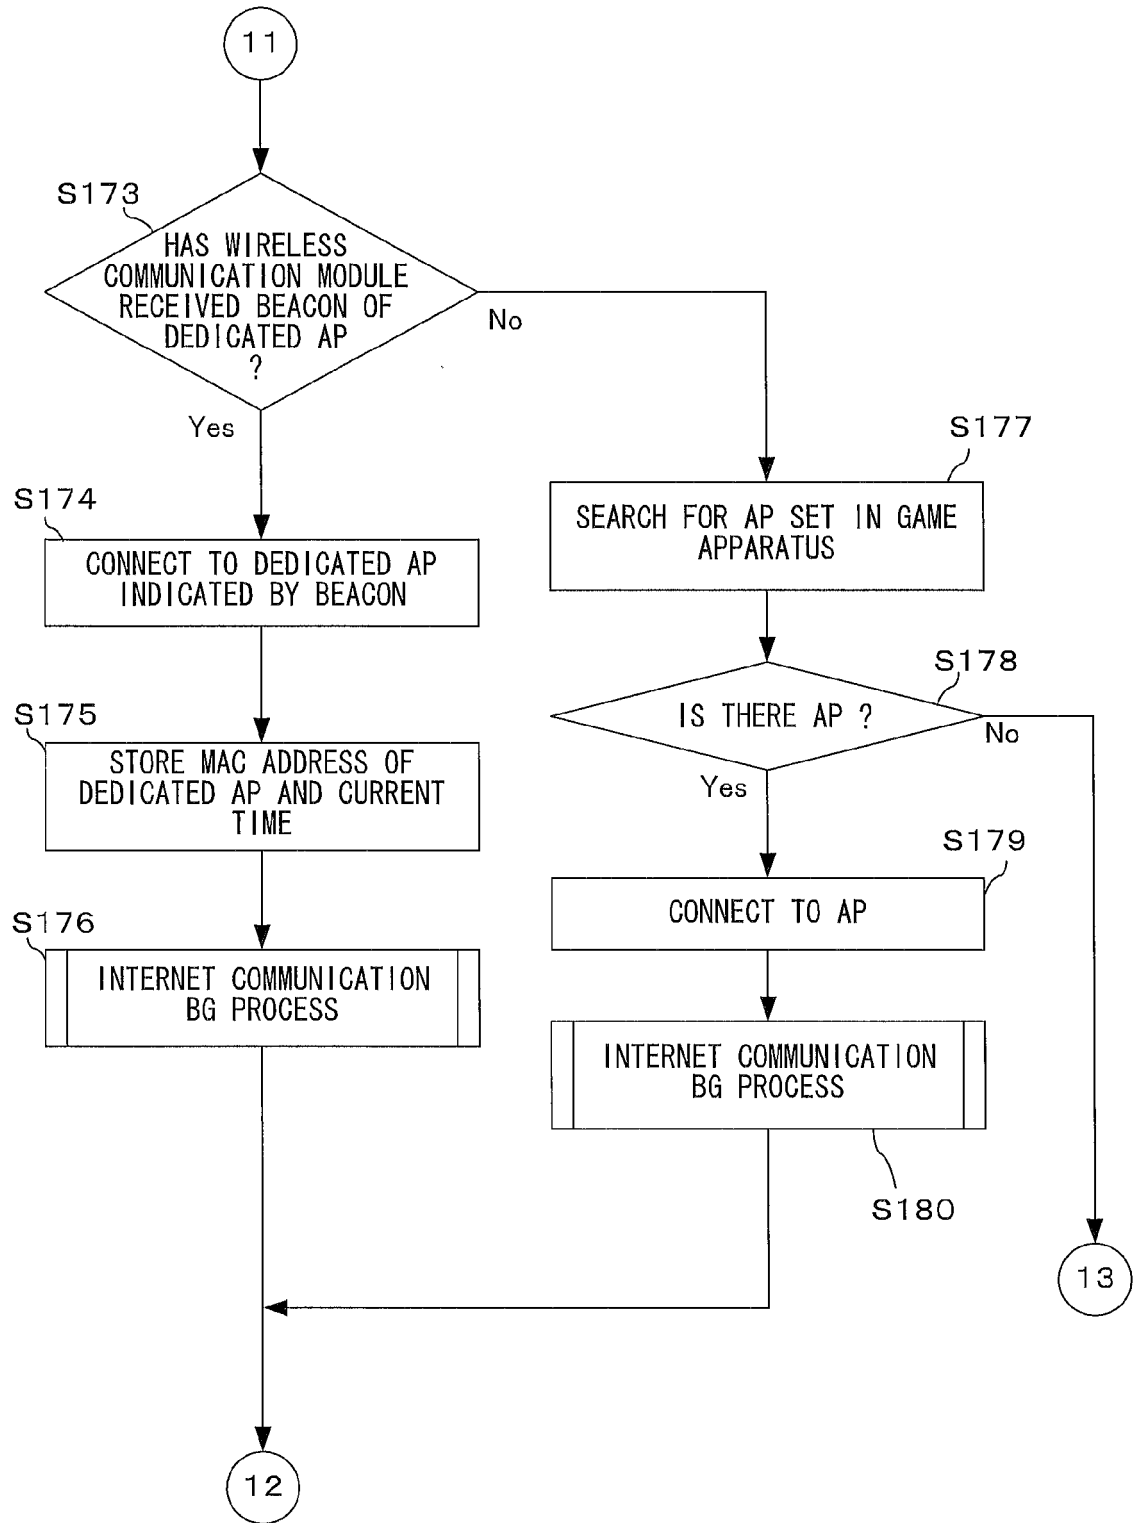 11
S173
HAS WIRELESS
COMMUNICATION MODULE
RECEIVED BEACON OF
DEDICATED AP
?
No
Yes
S174
CONNECT TO DEDICATED AP
INDICATED BY BEACON
S175
STORE MAC ADDRESS OF
DEDICATED AP AND CURRENT
TIME
S176
INTERNET COMMUNICATION
BG PROCESS
S177
SEARCH FOR AP SET IN GAME
APPARATUS
S178
IS THERE AP ?
No
Yes
S179
CONNECT TO AP
INTERNET COMMUNICATION
BG PROCESS
S180
13
12